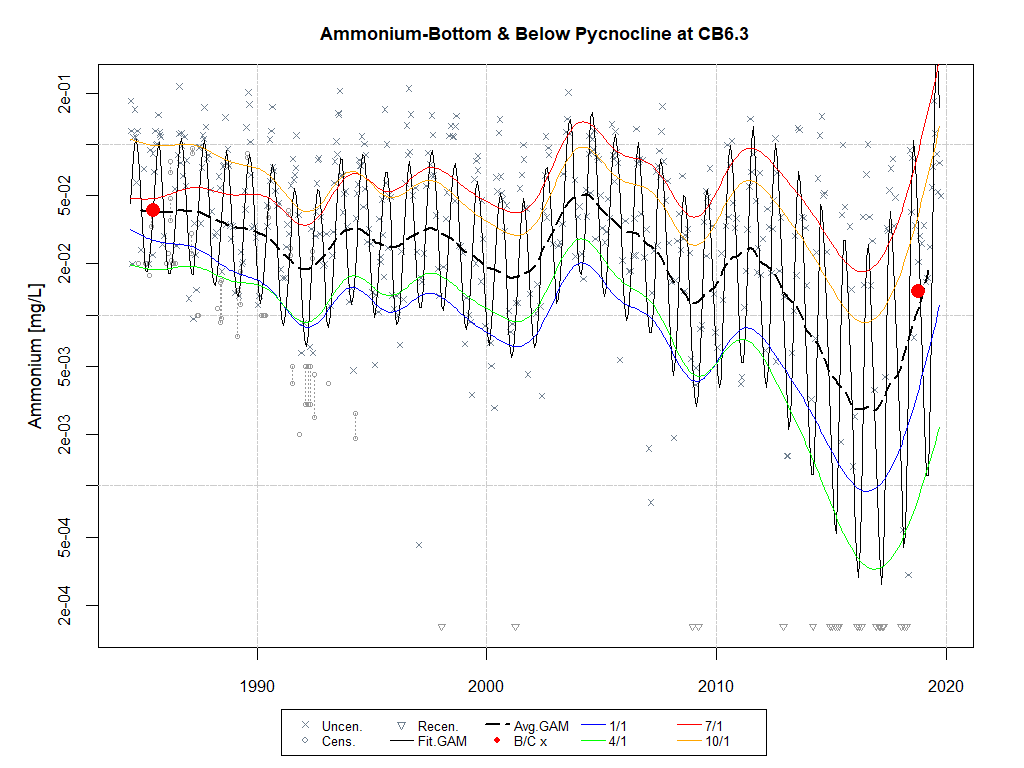 Ammonium-Bottom & Below Pycnocline at CB6.3
Ammonium [mg/L]
2e-01
5e-02
2e-02
5e-03
2e-03
5e-04
2e-04
1990 2000 2010 2020
Uncen. Recen. Avg.GAM 1/1 7/1
Cens. Fit.GAM B/C x 4/1 10/1